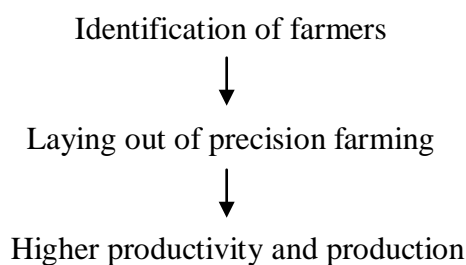 Identification of farmers
Laying out of precision farming
Higher productivity and production